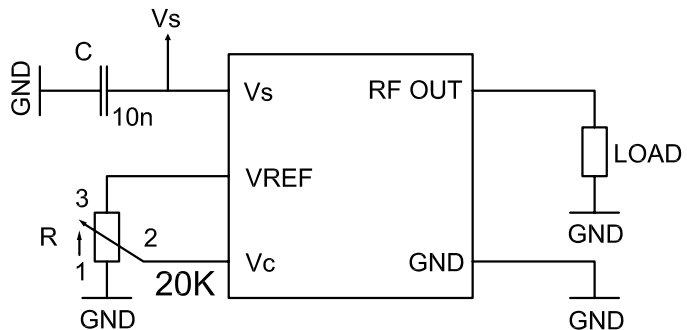 Vs
C
GND
10n
Vs
RF OUT
LOAD
GND
VREF
3
R
2
1
20K
Vc
GND
GND
GND